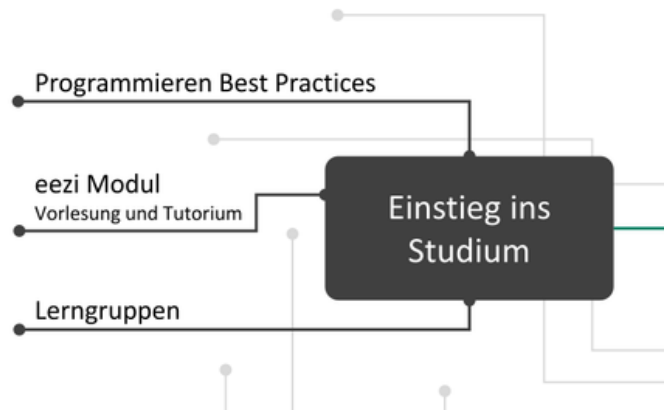 Programmieren Best Practices
eezi Modul
Vorlesung und Tutorium
Einstieg ins
Studium
Lerngruppen